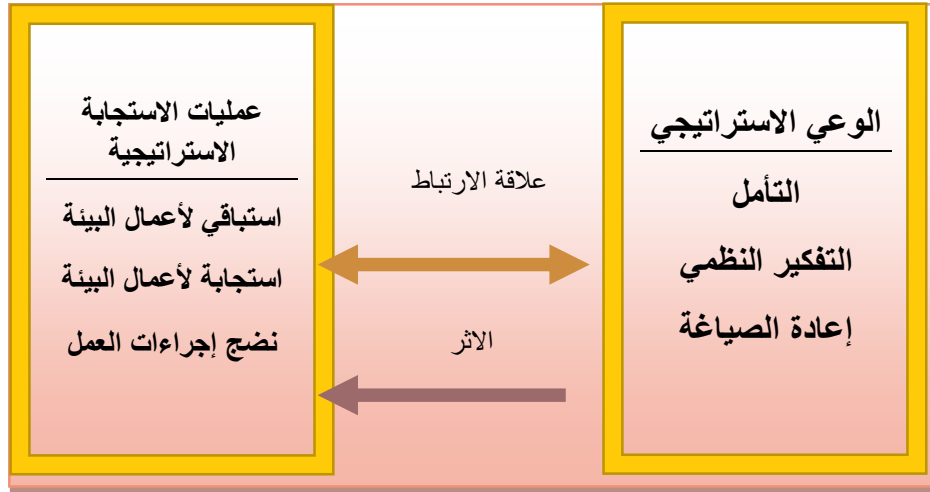 الوعي الاستراتيجي
التأمل
التفكير النظمي
إعادة الصياغة
علاقة الارتباط
الاثر
عمليات الاستجابة
الاستراتيجية
استباقي لأعمال البيئة
استجابة لأعمال البيئة
نضج إجراءات العمل